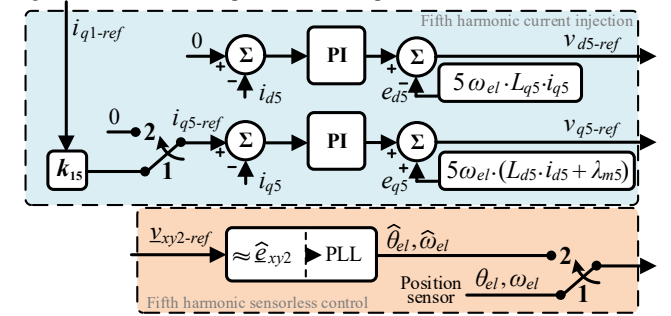 Fifth harmonic current injection
i_{q1-ref}
0
+
−
Σ
i_{d5}
PI
+
−
Σ
e_{d5}
5ω_{el}·L_{q5}·i_{q5}
v_{d5-ref}
k_{15}
0
2
1
i_{q5-ref}
+
−
Σ
i_{q5}
PI
+
+
Σ
e_{q5}
5ω_{el}·(L_{d5}·i_{d5}+λ_{m5})
v_{q5-ref}
v_{xy2-ref}
≈ê_{xy2}
PLL
θ̂_{el}, ω̂_{el}
2
1
Position
sensor
θ_{el}, ω_{el}
Fifth harmonic sensorless control